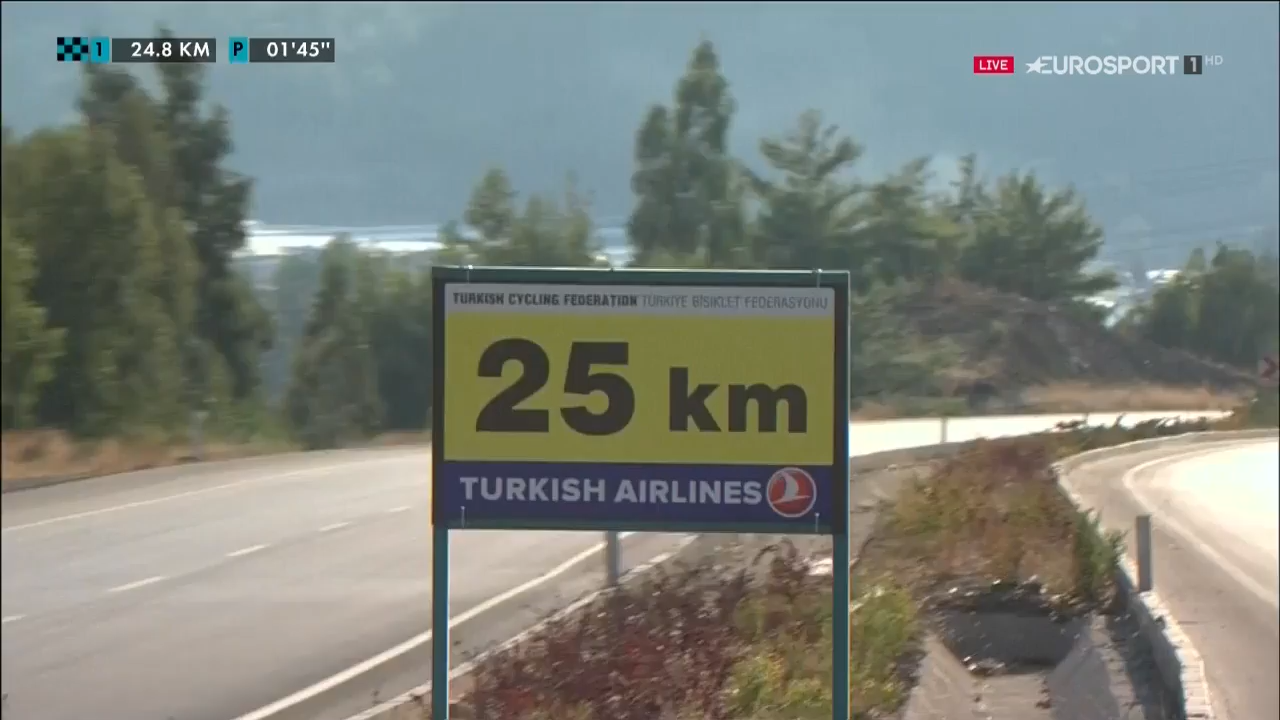 1 24.8 KM P 01'45"
LIVE EUROSPORT 1 HD
TURKISH CYCLING FEDERATION TÜRKİYE BİSİKLET FEDERASYONU
25 km
TURKISH AIRLINES